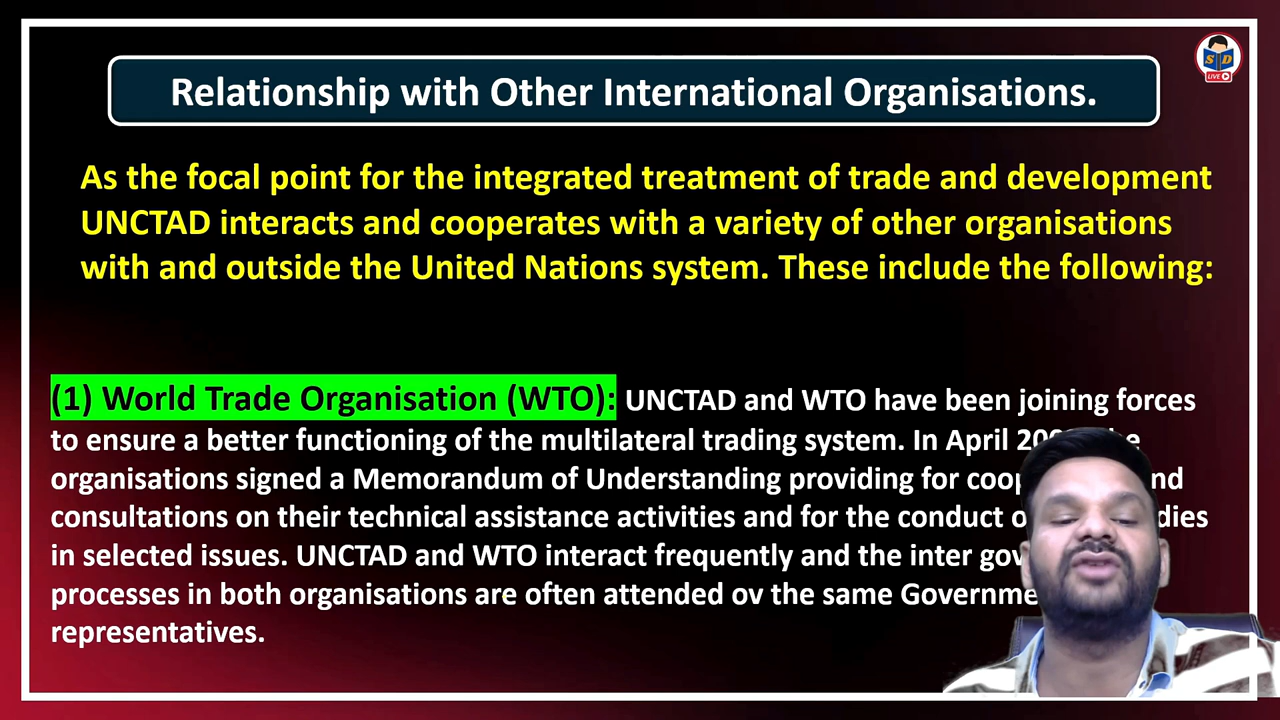 Relationship with Other International Organisations.
S D
LIVE
As the focal point for the integrated treatment of trade and development
UNCTAD interacts and cooperates with a variety of other organisations
with and outside the United Nations system. These include the following:
(1) World Trade Organisation (WTO): UNCTAD and WTO have been joining forces
to ensure a better functioning of the multilateral trading system. In April
organisations signed a Memorandum of Understanding providing for
consultations on their technical assistance activities and for the conduct
in selected issues. UNCTAD and WTO interact frequently and the inter
processes in both organisations are often attended ov the same
representatives.